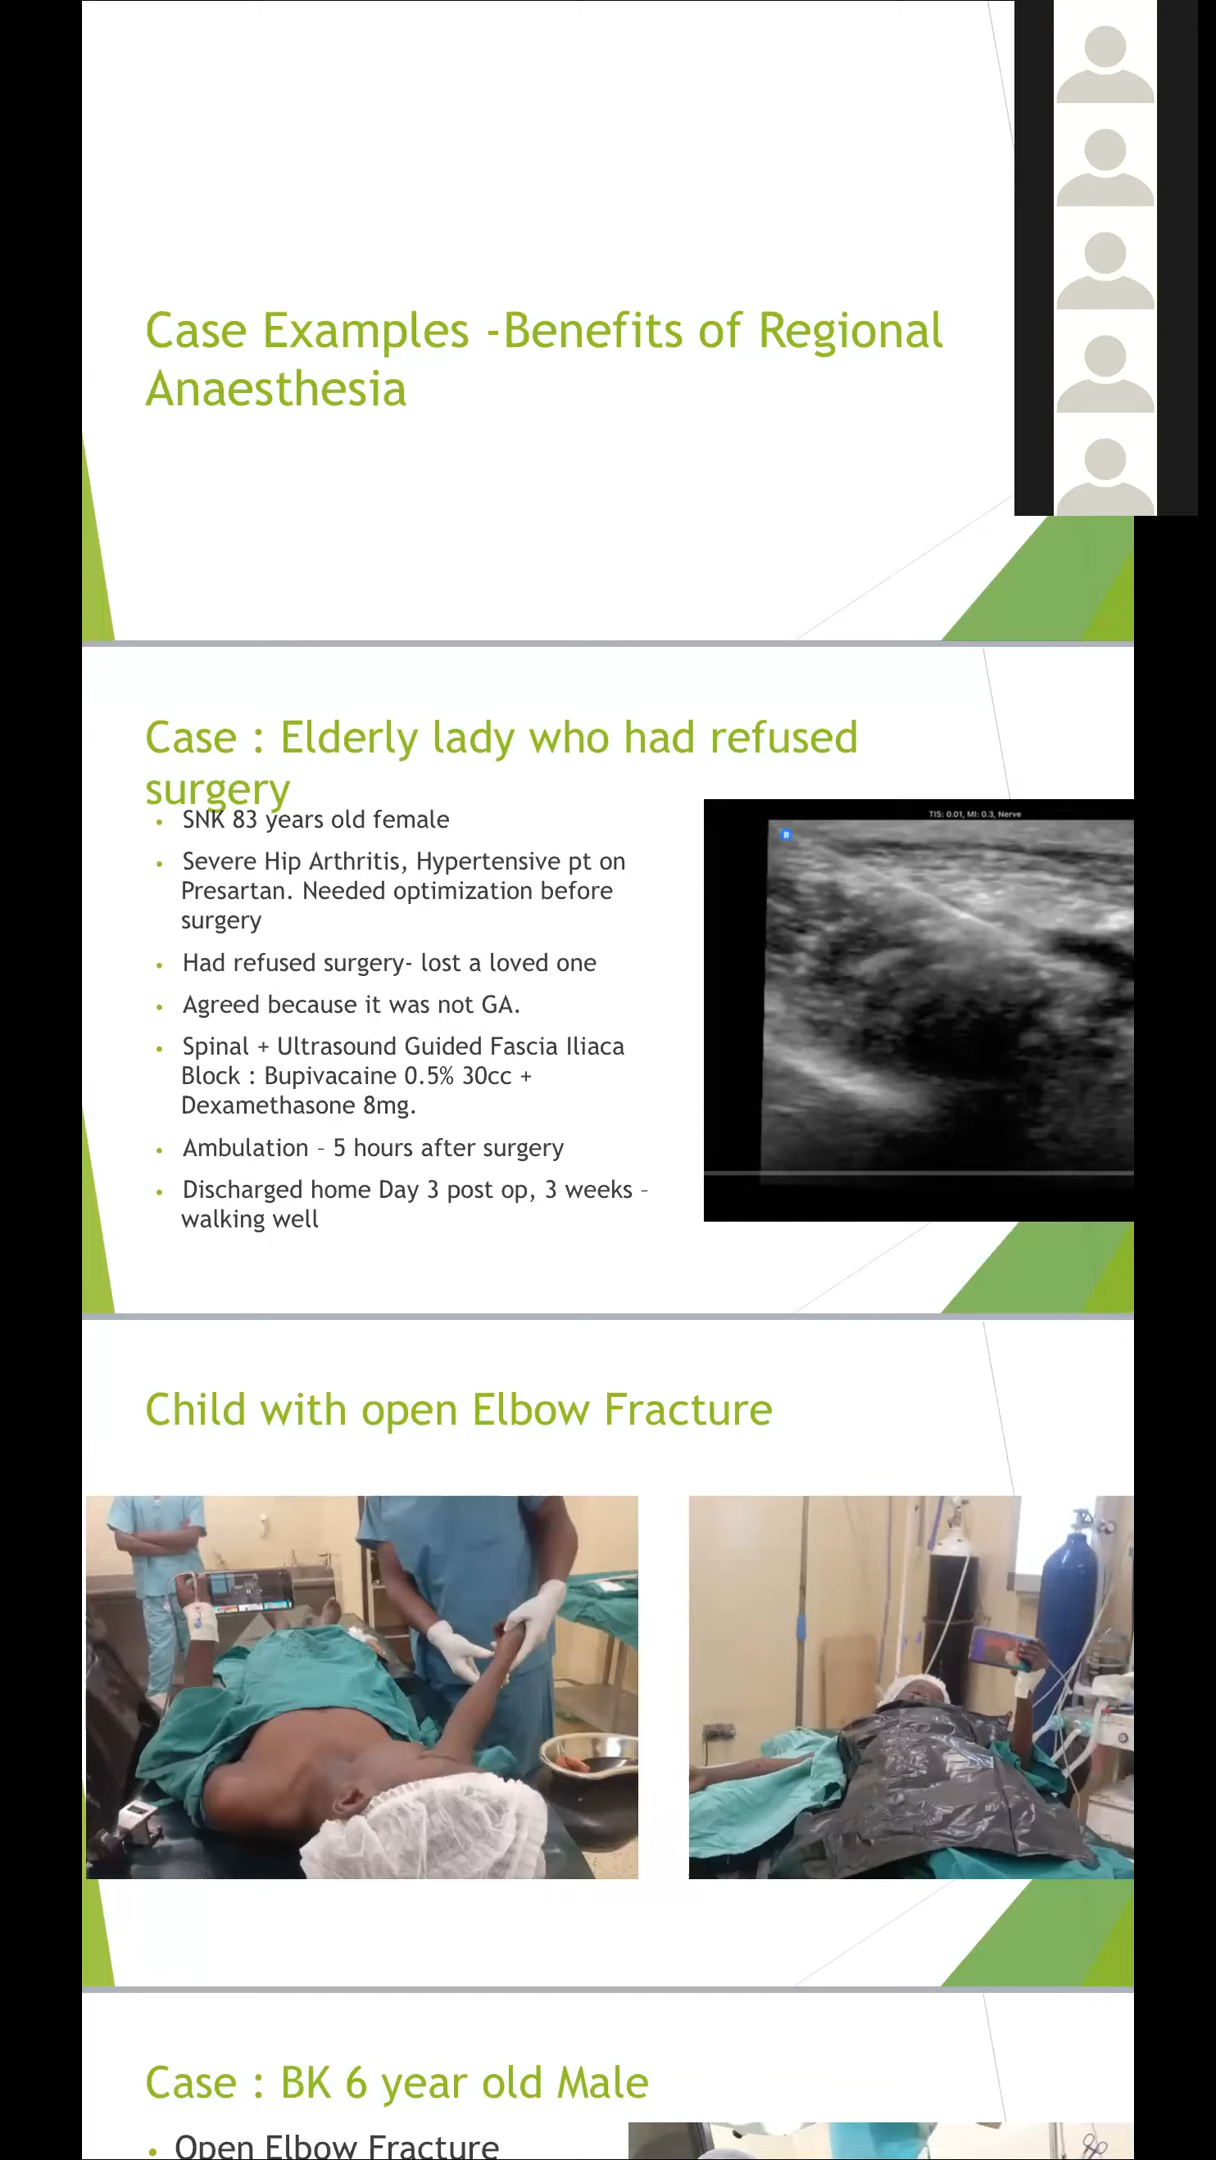 Case Examples -Benefits of Regional
Anaesthesia
Case : Elderly lady who had refused
surgery
• SNK 83 years old female
• Severe Hip Arthritis, Hypertensive pt on
Presartan. Needed optimization before
surgery
• Had refused surgery- lost a loved one
• Agreed because it was not GA.
• Spinal + Ultrasound Guided Fascia Iliaca
Block : Bupivacaine 0.5% 30cc +
Dexamethasone 8mg.
• Ambulation – 5 hours after surgery
• Discharged home Day 3 post op, 3 weeks –
walking well
TIS: 0.01, MI: 0.3, Nerve
B
Child with open Elbow Fracture
Case : BK 6 year old Male
• Open Elbow Fracture